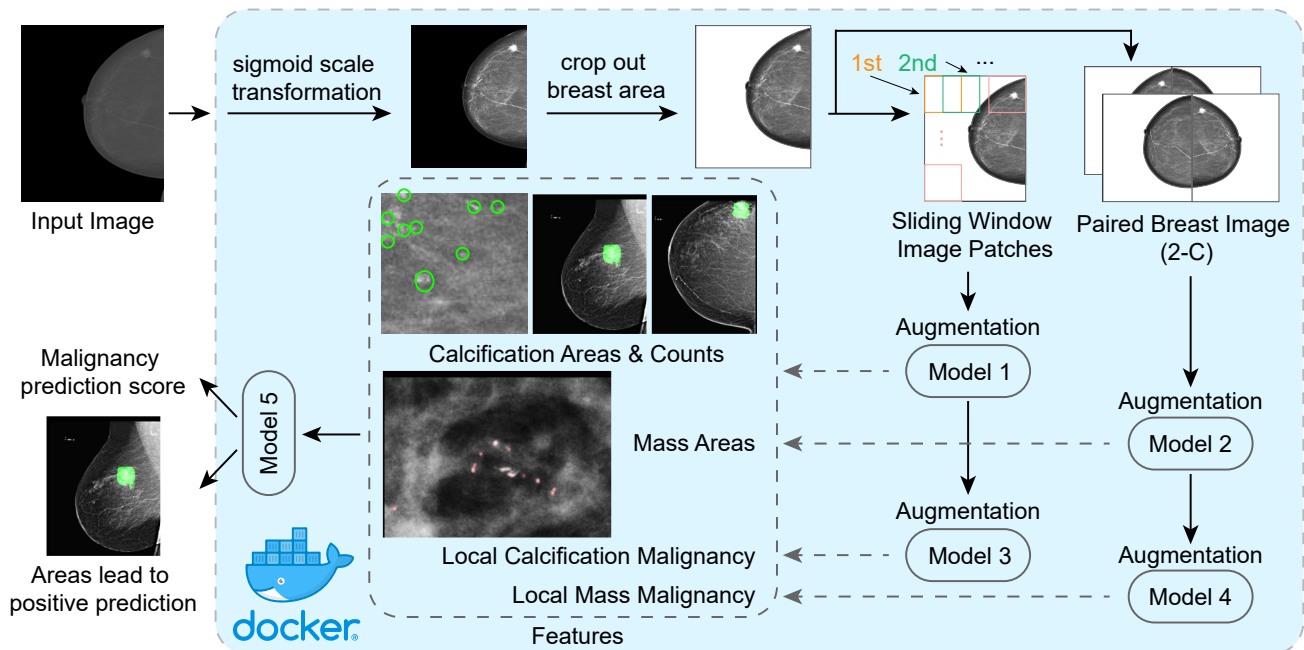 Input Image
sigmoid scale
transformation
crop out
breast area
1st
2nd
...
Sliding Window
Image Patches
Paired Breast Image
(2-C)
Augmentation
Model 1
Augmentation
Model 2
Augmentation
Model 3
Augmentation
Model 4
Calcification Areas & Counts
Mass Areas
Local Calcification Malignancy
Local Mass Malignancy
Features
Model 5
Malignancy
prediction score
Areas lead to
positive prediction
docker®